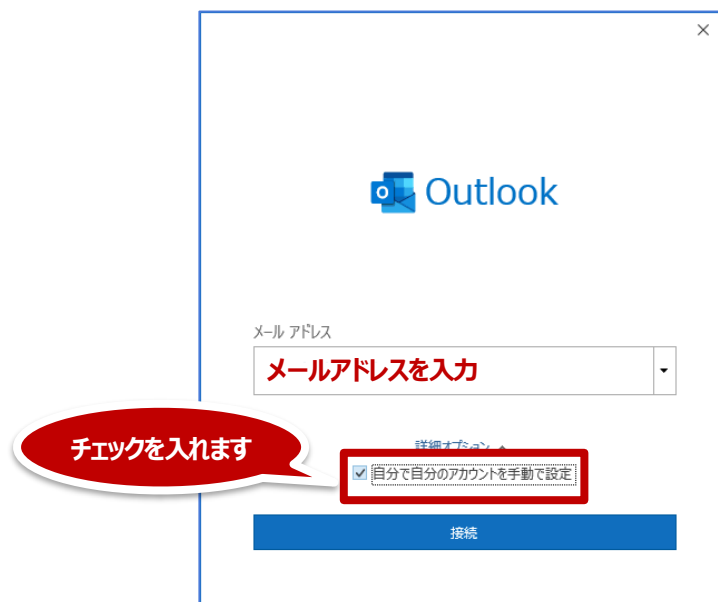 Outlook
メール アドレス
メールアドレスを入力
チェックを入れます
詳細オプション
自分で自分のアカウントを手動で設定
接続